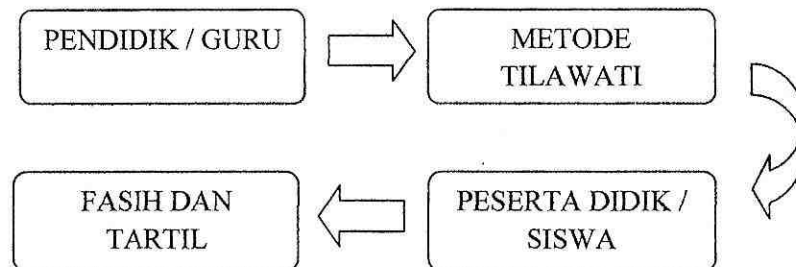 PENDIDIK / GURU
METODE
TILAWATI
PESERTA DIDIK /
SISWA
FASIH DAN
TARTIL